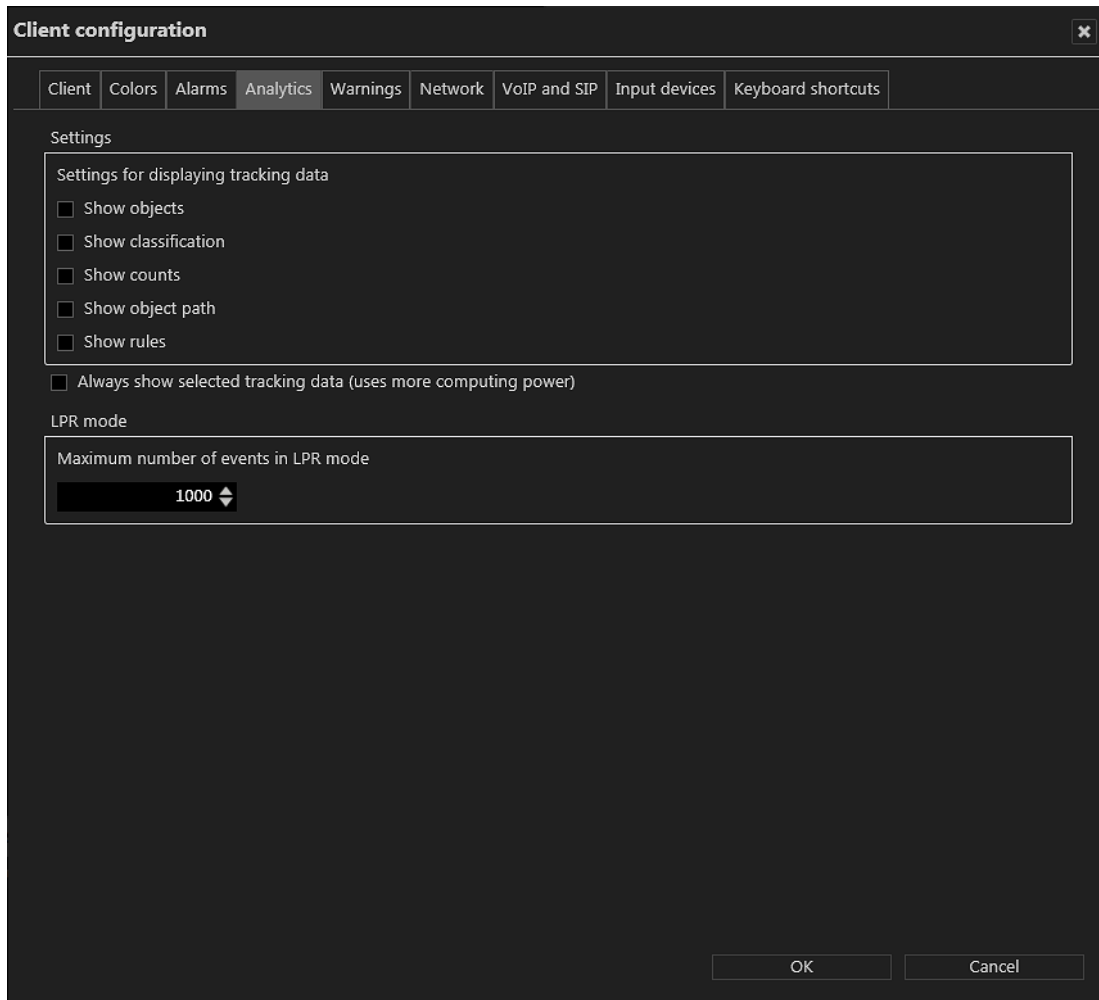 Client configuration
Client Colors Alarms Analytics Warnings Network VoIP and SIP Input devices Keyboard shortcuts
Settings
Settings for displaying tracking data
Show objects
Show classification
Show counts
Show object path
Show rules
Always show selected tracking data (uses more computing power)
LPR mode
Maximum number of events in LPR mode
1000
OK Cancel